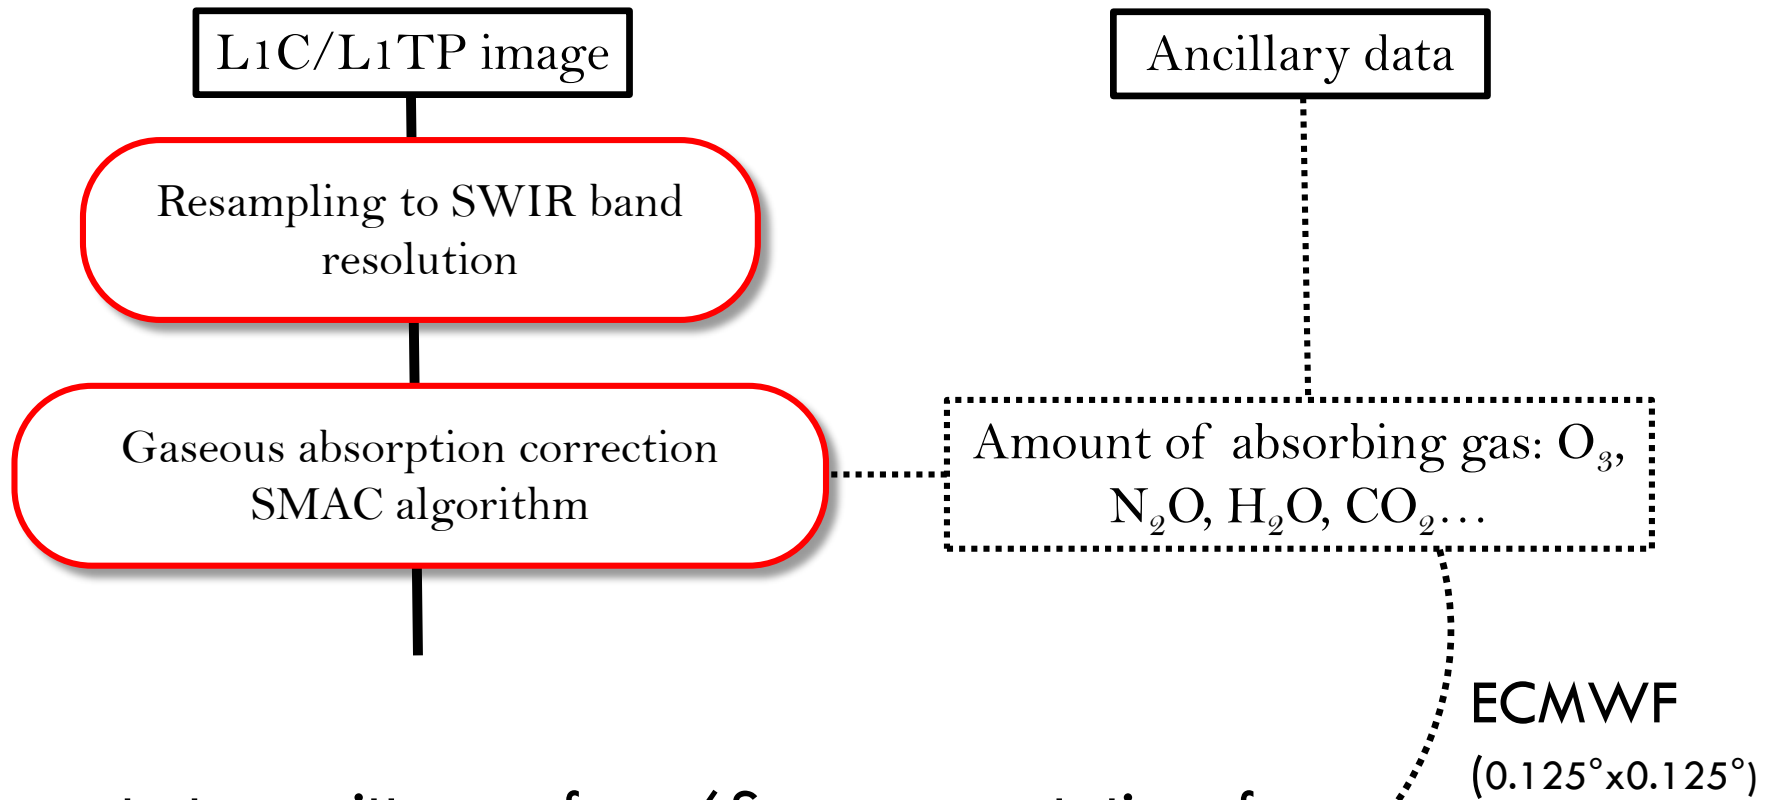 L1C/L1TP image
Ancillary data
Resampling to SWIR band
resolution
Gaseous absorption correction
SMAC algorithm
Amount of absorbing gas: O₃,
N₂O, H₂O, CO₂…
ECMWF
(0.125°x0.125°)